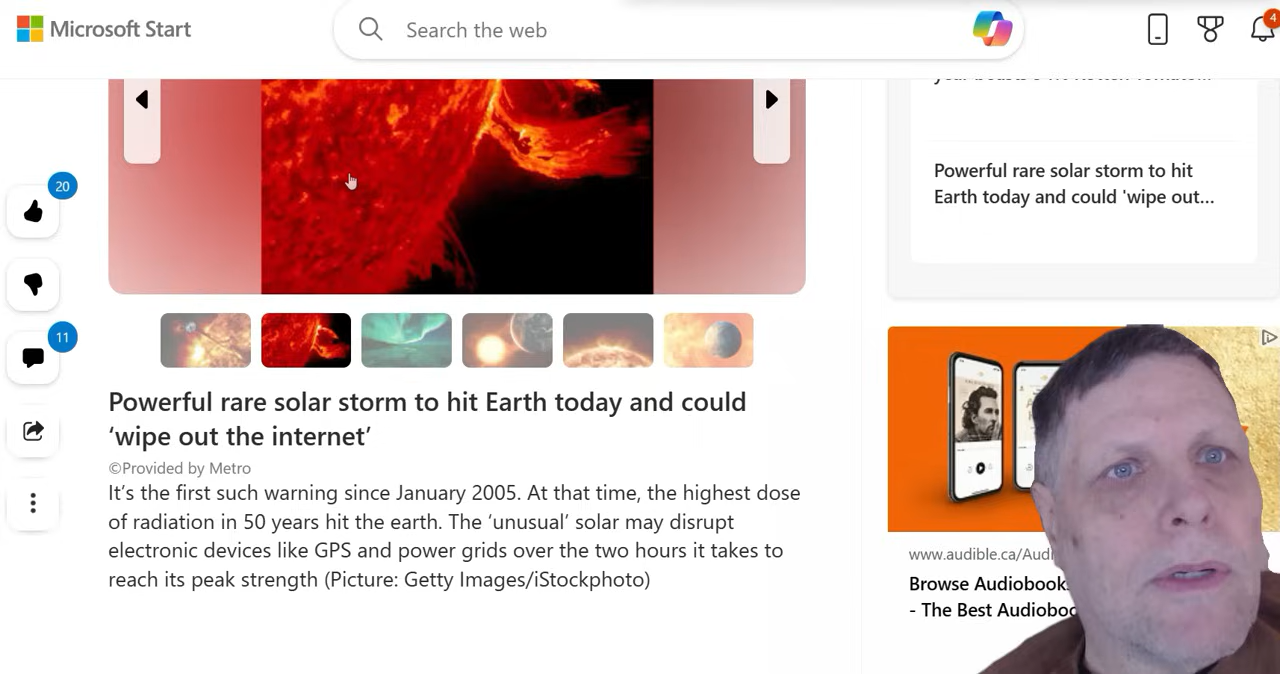 Microsoft Start
Search the web
4
20
11
Powerful rare solar storm to hit
Earth today and could 'wipe out...
Powerful rare solar storm to hit Earth today and could
‘wipe out the internet’
©Provided by Metro
It’s the first such warning since January 2005. At that time, the highest dose
of radiation in 50 years hit the earth. The ‘unusual’ solar may disrupt
electronic devices like GPS and power grids over the two hours it takes to
reach its peak strength (Picture: Getty Images/iStockphoto)
www.audible.ca/Audi
Browse Audiobook
- The Best Audioboo